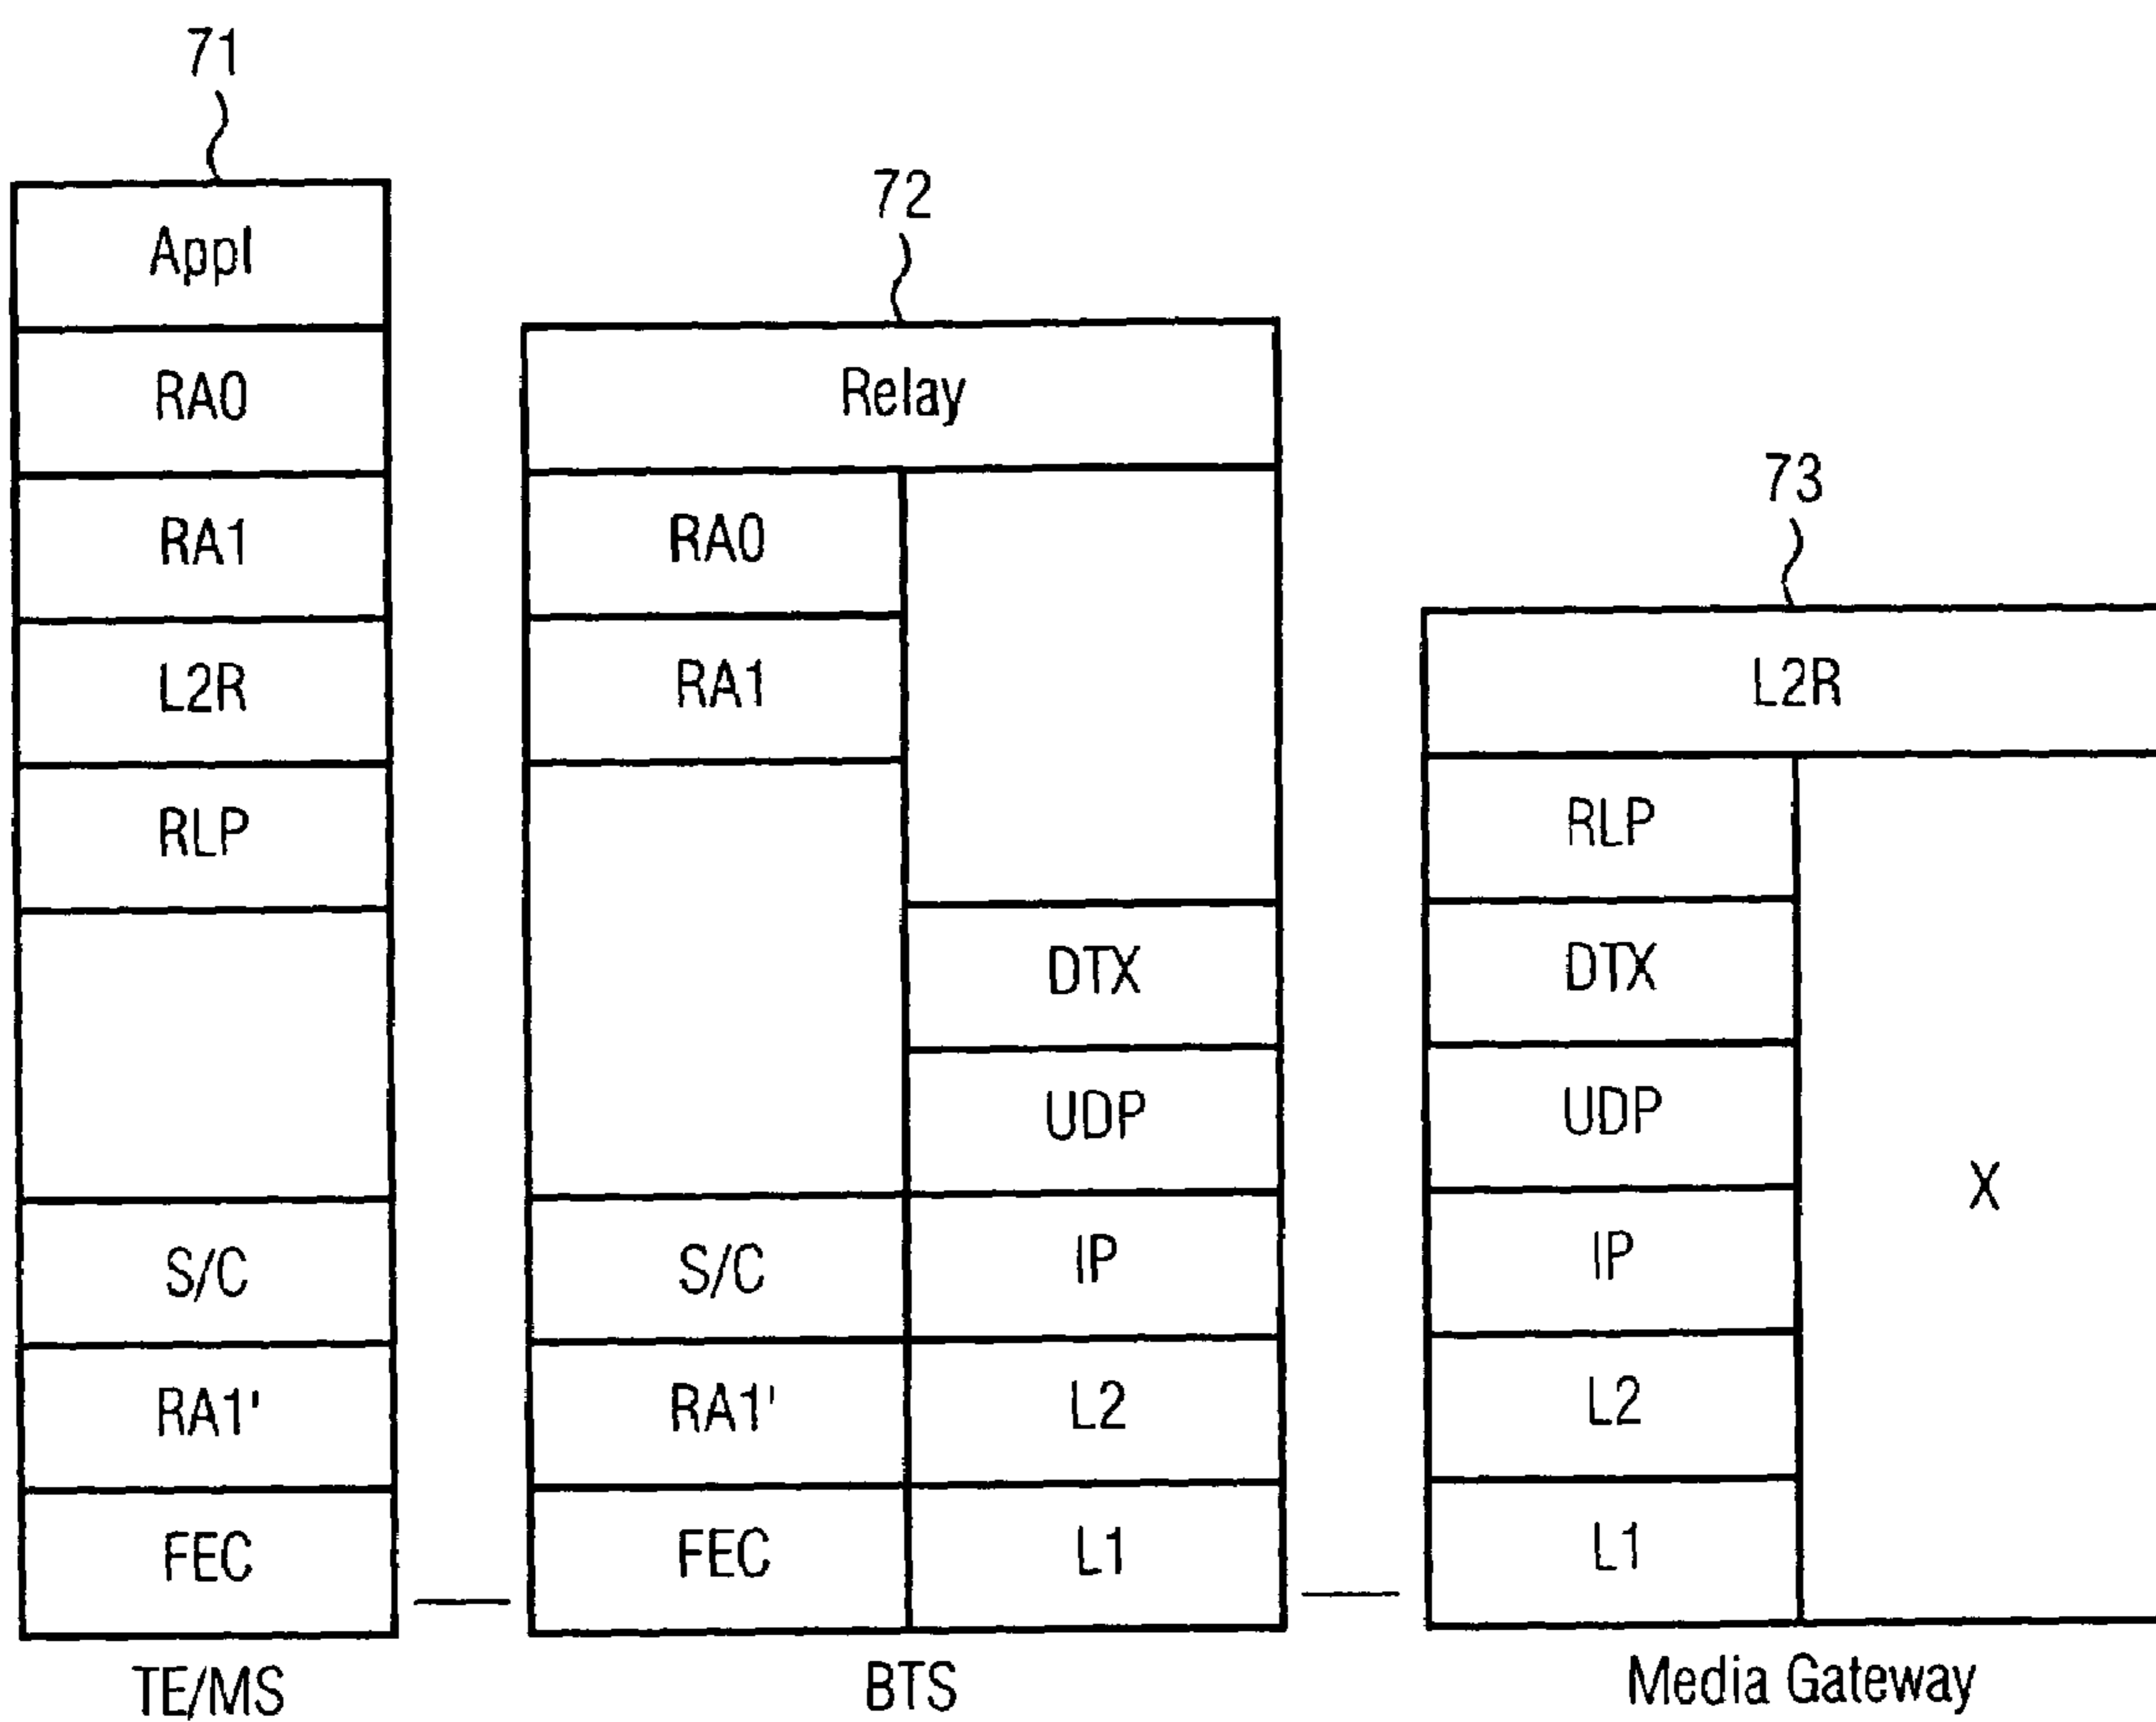 71
Appl
RA0
RA1
L2R
RLP
S/C
RA1'
FEC
TE/MS
72
Relay
RA0
RA1
S/C
RA1'
FEC
DTX
UDP
IP
L2
L1
BTS
73
L2R
RLP
DTX
UDP
IP
L2
L1
X
Media Gateway